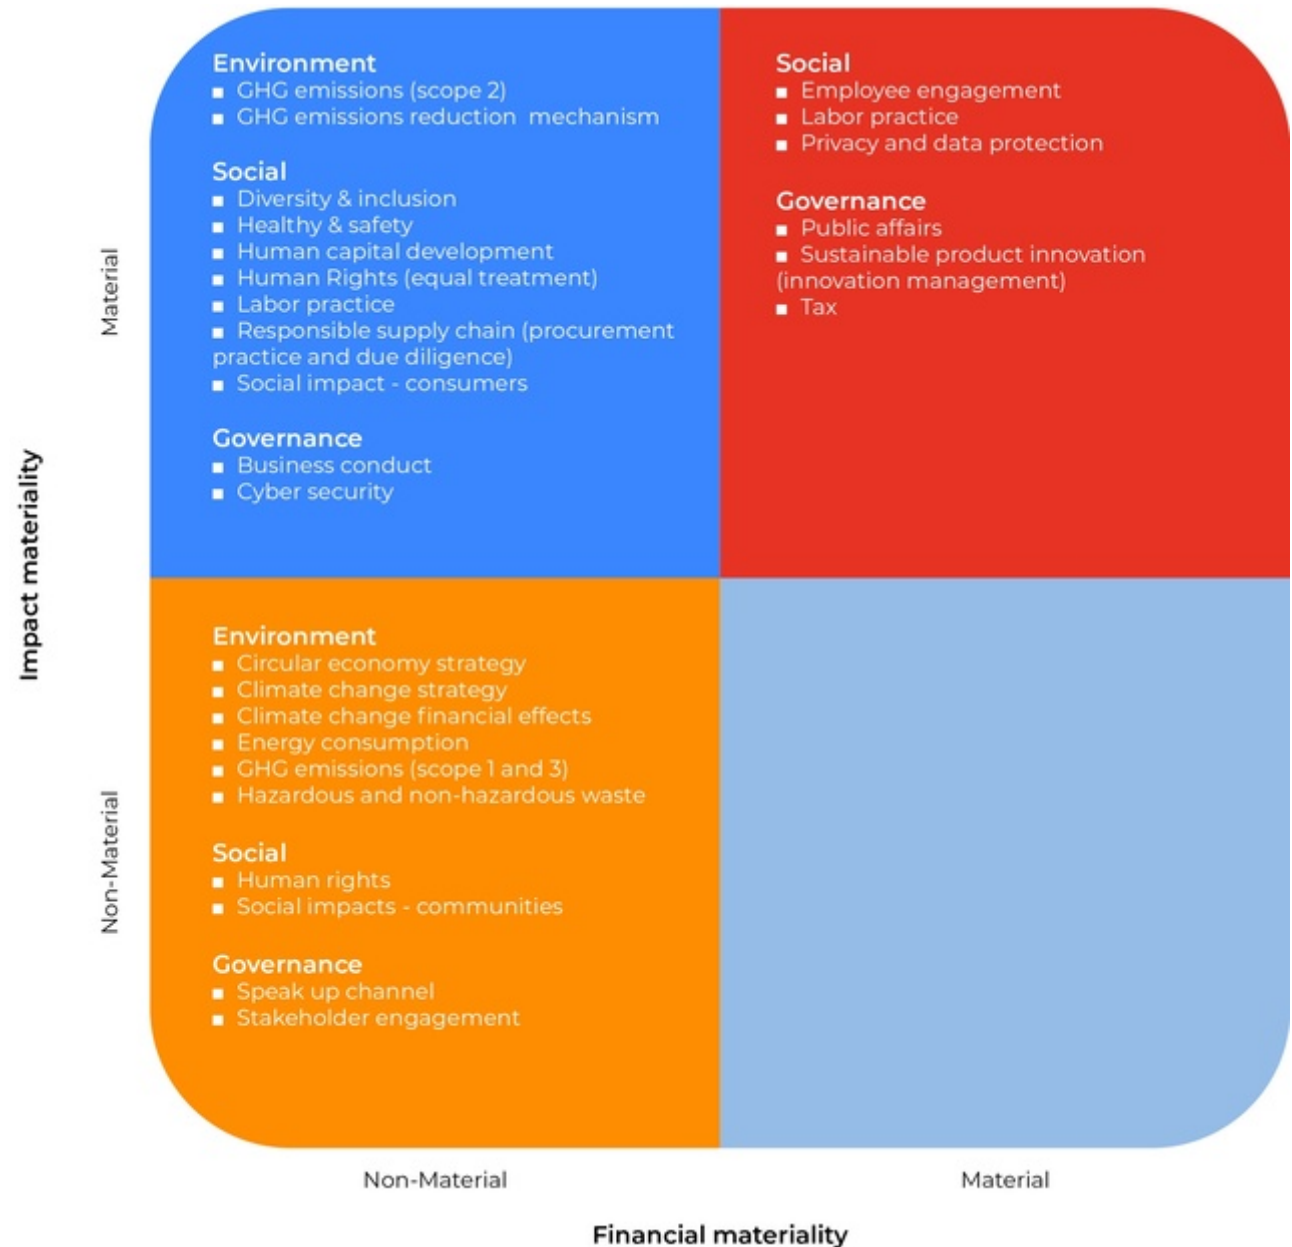 Environment
■ GHG emissions (scope 2)
■ GHG emissions reduction mechanism
Social
■ Diversity & inclusion
■ Healthy & safety
■ Human capital development
■ Human Rights (equal treatment)
■ Labor practice
■ Responsible supply chain (procurement
practice and due diligence)
■ Social impact - consumers
Governance
■ Business conduct
■ Cyber security
Social
■ Employee engagement
■ Labor practice
■ Privacy and data protection
Governance
■ Public affairs
■ Sustainable product innovation
(innovation management)
■ Tax
Material
Impact materiality
Environment
■ Circular economy strategy
■ Climate change strategy
■ Climate change financial effects
■ Energy consumption
■ GHG emissions (scope 1 and 3)
■ Hazardous and non-hazardous waste
Social
■ Human rights
■ Social impacts - communities
Governance
■ Speak up channel
■ Stakeholder engagement
Non-Material
Non-Material
Material
Financial materiality